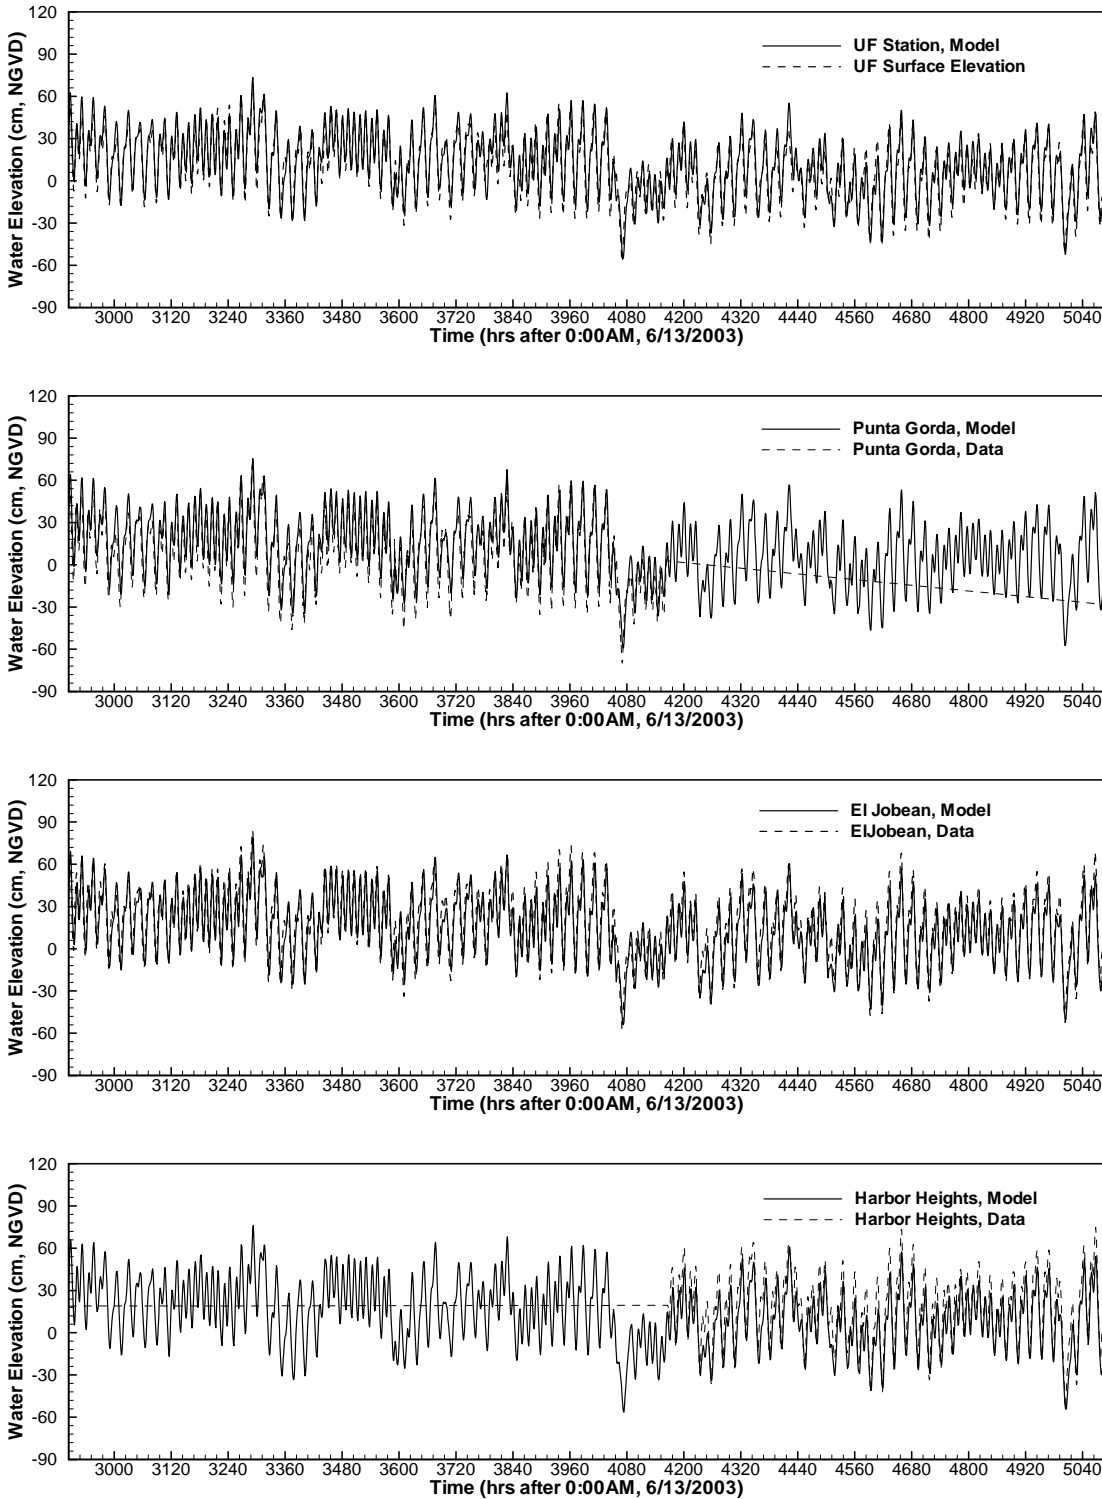 120
UF Station, Model
90
UF Surface Elevation
60
30
0
-30
-60
-90
Water Elevation (cm, NGVD)
3000 3120 3240 3360 3480 3600 3720 3840 3960 4080 4200 4320 4440 4560 4680 4800 4920 5040
Time (hrs after 0:00AM, 6/13/2003)
120
Punta Gorda, Model
90
Punta Gorda, Data
60
30
0
-30
-60
-90
Water Elevation (cm, NGVD)
3000 3120 3240 3360 3480 3600 3720 3840 3960 4080 4200 4320 4440 4560 4680 4800 4920 5040
Time (hrs after 0:00AM, 6/13/2003)
120
El Jobean, Model
90
ElJobean, Data
60
30
0
-30
-60
-90
Water Elevation (cm, NGVD)
3000 3120 3240 3360 3480 3600 3720 3840 3960 4080 4200 4320 4440 4560 4680 4800 4920 5040
Time (hrs after 0:00AM, 6/13/2003)
120
Harbor Heights, Model
90
Harbor Heights, Data
60
30
0
-30
-60
-90
Water Elevation (cm, NGVD)
3000 3120 3240 3360 3480 3600 3720 3840 3960 4080 4200 4320 4440 4560 4680 4800 4920 5040
Time (hrs after 0:00AM, 6/13/2003)